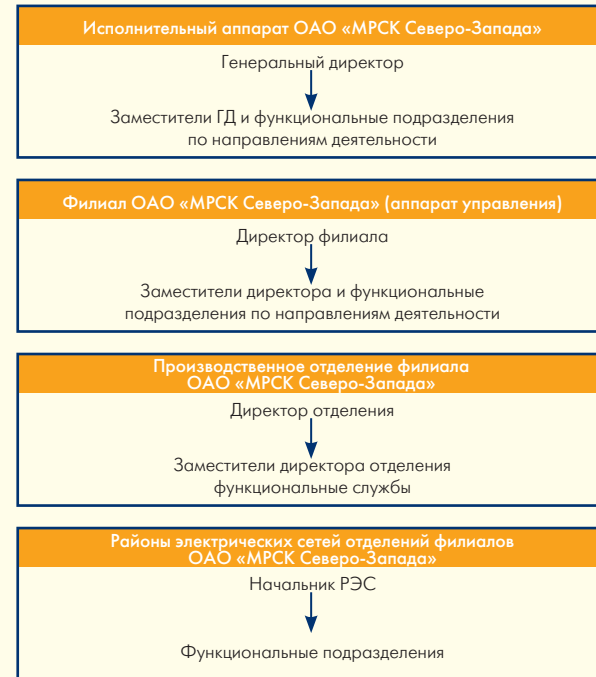 Исполнительный аппарат ОАО «МРСК Северо-Запада»
Генеральный директор
Заместители ГД и функциональные подразделения
по направлениям деятельности
Филиал ОАО «МРСК Северо-Запада» (аппарат управления)
Директор филиала
Заместители директора и функциональные
подразделения по направлениям деятельности
Производственное отделение филиала
ОАО «МРСК Северо-Запада»
Директор отделения
Заместители директора отделения
функциональные службы
Районы электрических сетей отделений филиалов
ОАО «МРСК Северо-Запада»
Начальник РЭС
Функциональные подразделения